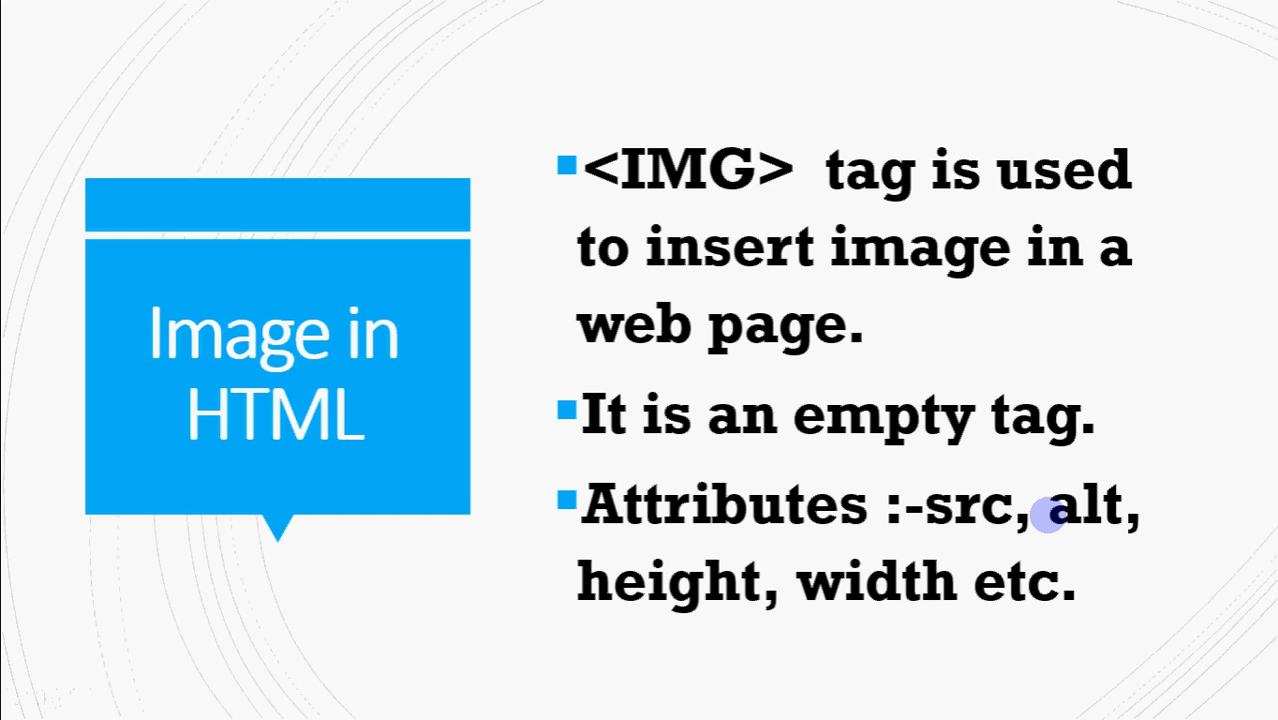 Image in
HTML
<IMG>  tag is used
to insert image in a
web page.
It is an empty tag.
Attributes :-src, alt,
height, width etc.